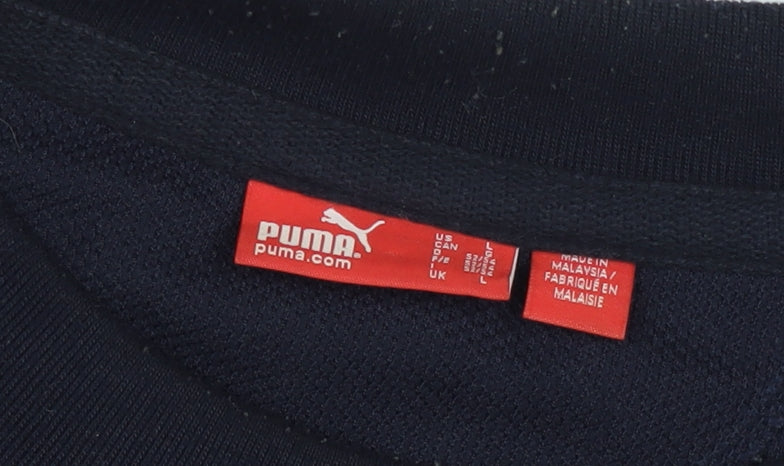 PUMA®
puma.com
US
CAN
D
F/E
I
UK L
MADE IN
MALAYSIA /
FABRIQUÉ EN
MALAISIE